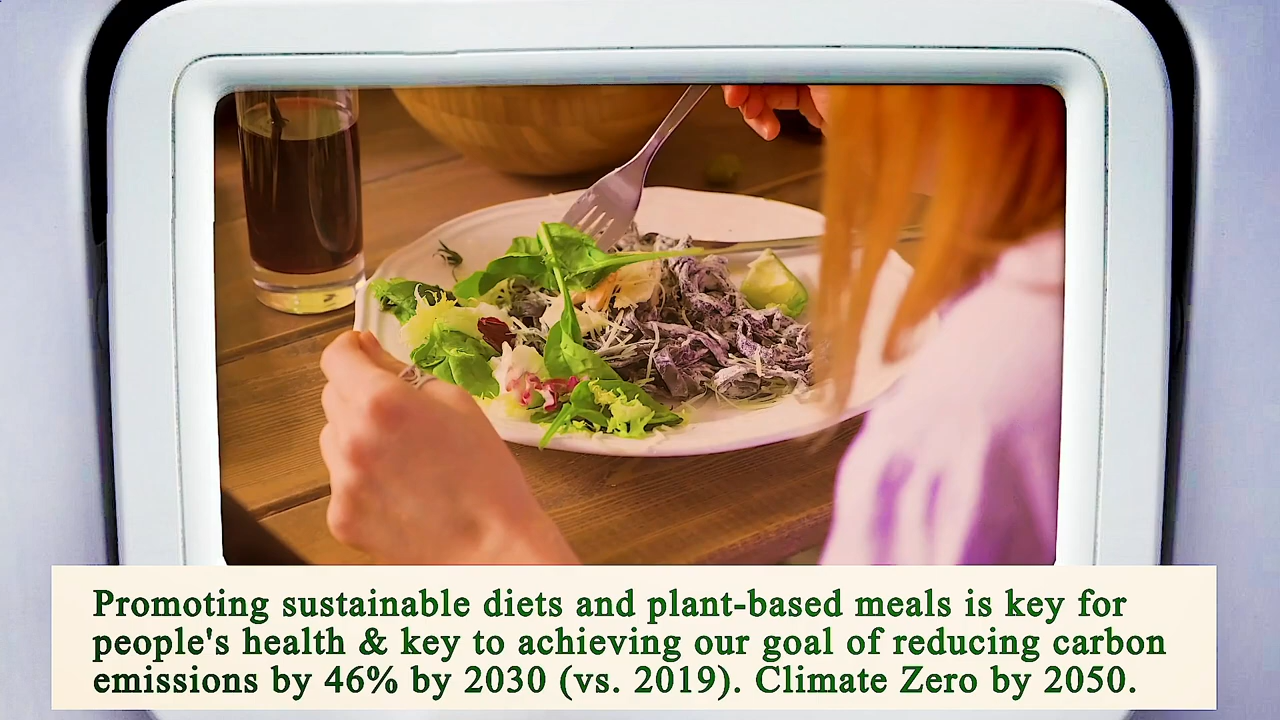 Promoting sustainable diets and plant-based meals is key for
people's health & key to achieving our goal of reducing carbon
emissions by 46% by 2030 (vs. 2019). Climate Zero by 2050.